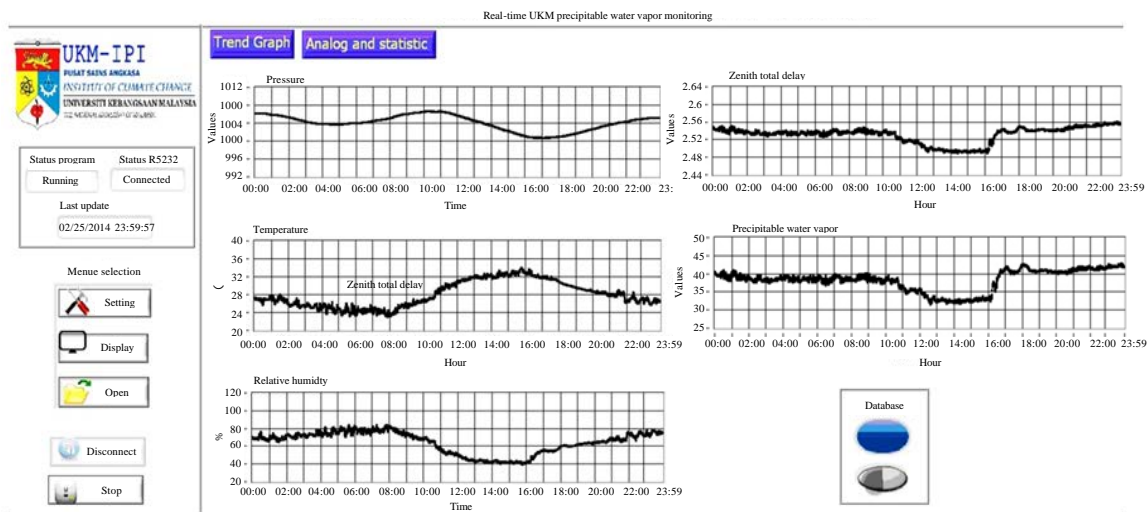 Real-time UKM precipitable water vapor monitoring
UKM-IPI
PUSAT SAINS ANGKASA
INSTITUT OF CLIMATE CHANGE
UNIVERSITI KEBANGSAAN MALAYSIA
Trend Graph
Analog and statistic
Status program
Status R5232
Running
Connected
Last update
02/25/2014 23:59:57
Menue selection
Setting
Display
Open
Disconnect
Stop
Pressure
Values
1012
1000
1004
1000
996
992
00:00 02:00 04:00 06:00 08:00 10:00 12:00 14:00 16:00 18:00 20:00 22:00 23:
Time
Zenith total delay
Values
2.64
2.6
2.56
2.52
2.48
2.44
00:00 02:00 04:00 06:00 08:00 10:00 12:00 14:00 16:00 18:00 20:00 22:00 23:59
Hour
Temperature
(
40
36
32
28
24
20
Zenith total delay
00:00 02:00 04:00 06:00 08:00 10:00 12:00 14:00 16:00 18:00 20:00 22:00 23:59
Hour
Precipitable water vapor
Values
50
45
40
35
30
25
00:00 02:00 04:00 06:00 08:00 10:00 12:00 14:00 16:00 18:00 20:00 22:00 23:59
Hour
Relative humidty
%
120
100
80
60
40
20
00:00 02:00 04:00 06:00 08:00 10:00 12:00 14:00 16:00 18:00 20:00 22:00 23:59
Time
Database